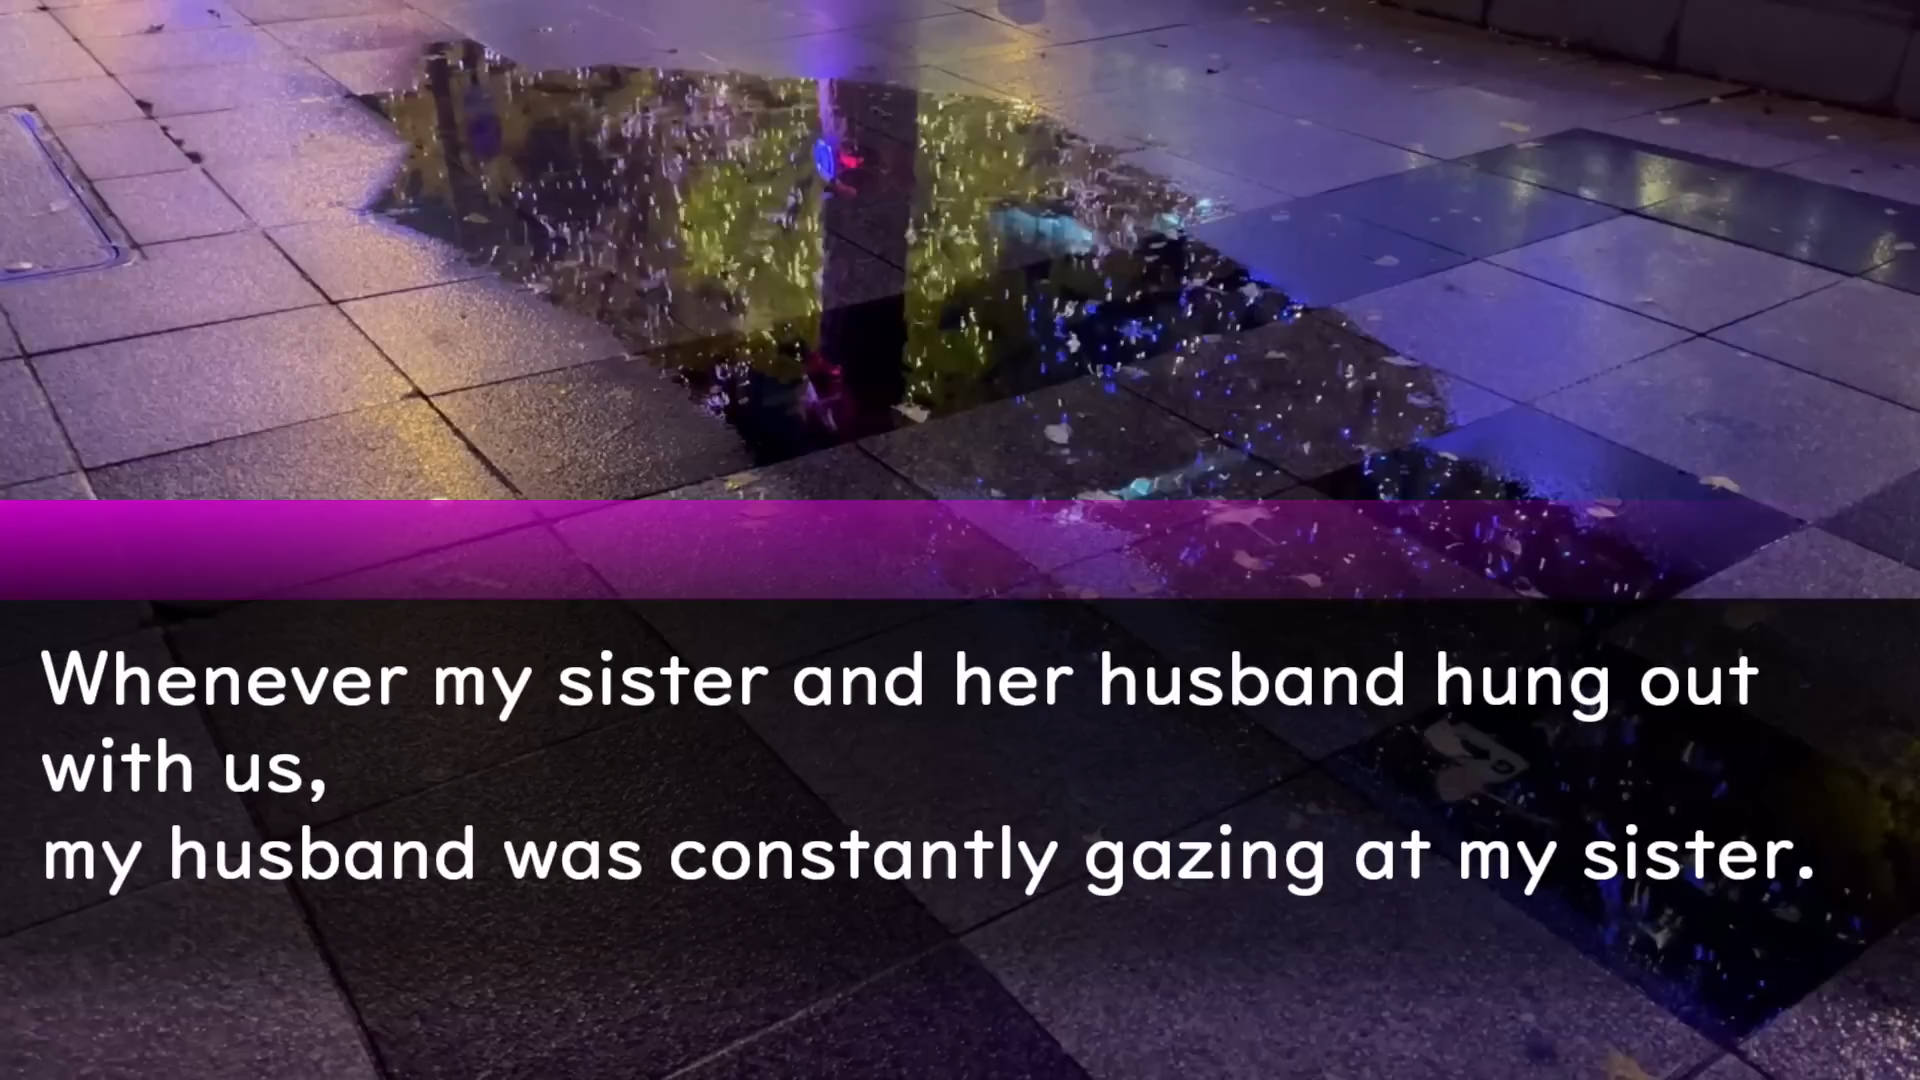 Whenever my sister and her husband hung out
with us,
my husband was constantly gazing at my sister.